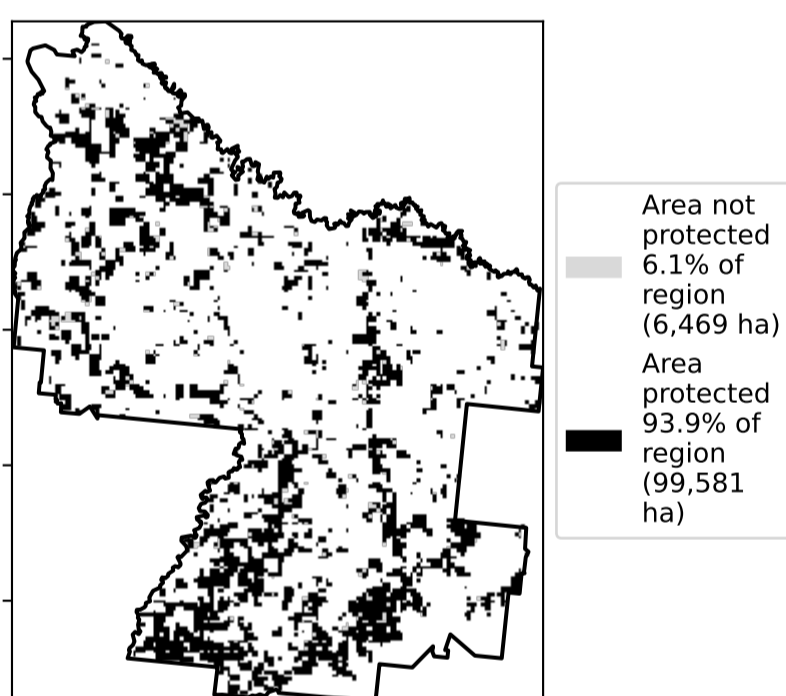 Area not
protected
6.1% of
region
(6,469 ha)
Area
protected
93.9% of
region
(99,581
ha)